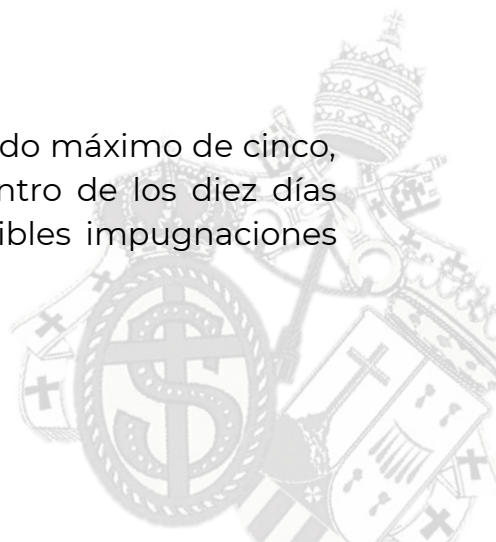 do máximo de cinco,
ntro de los diez días
ibles impugnaciones